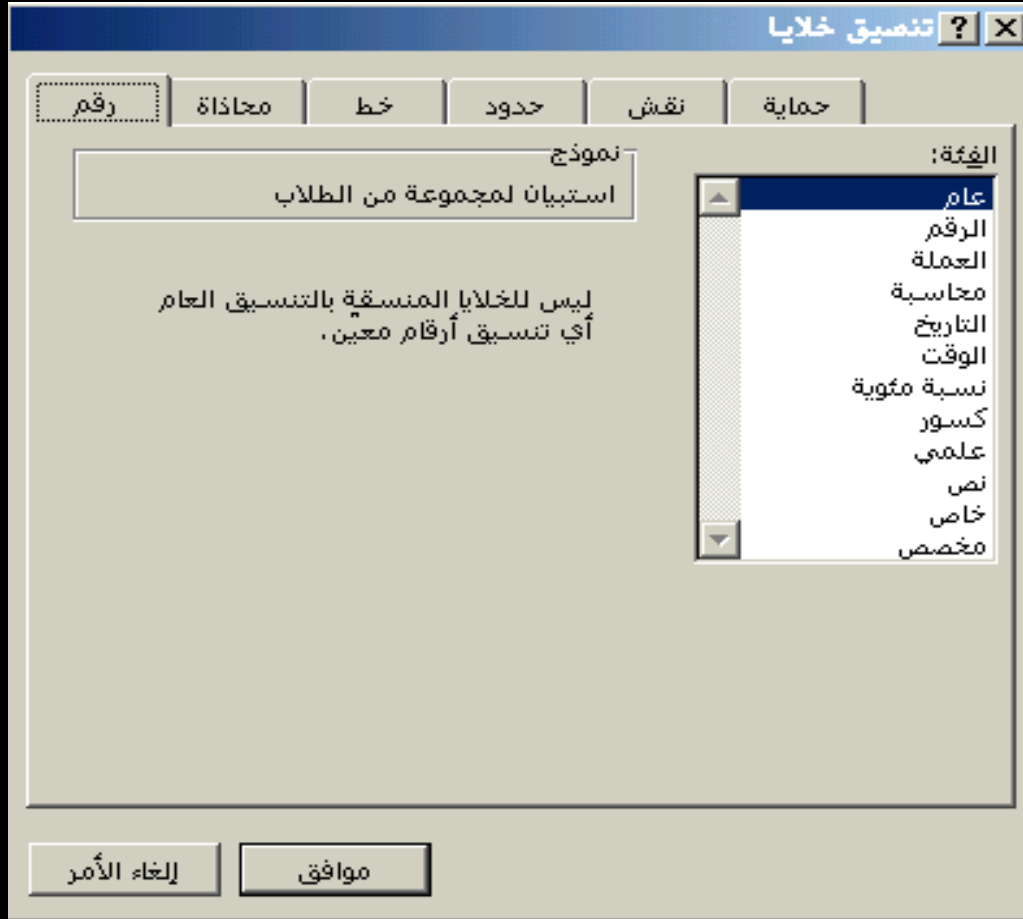 تنسيق خلايا
رقم
محاذاة
خط
حدود
نقش
حماية
الفئة:
عام
الرقم
العملة
محاسبة
التاريخ
الوقت
نسبة مئوية
كسور
علمي
نص
خاص
مخصص
نموذج
استبيان لمجموعة من الطلاب
ليس للخلايا المنسقة بالتنسيق العام
أي تنسيق أرقام معين.
موافق
إلغاء الأمر